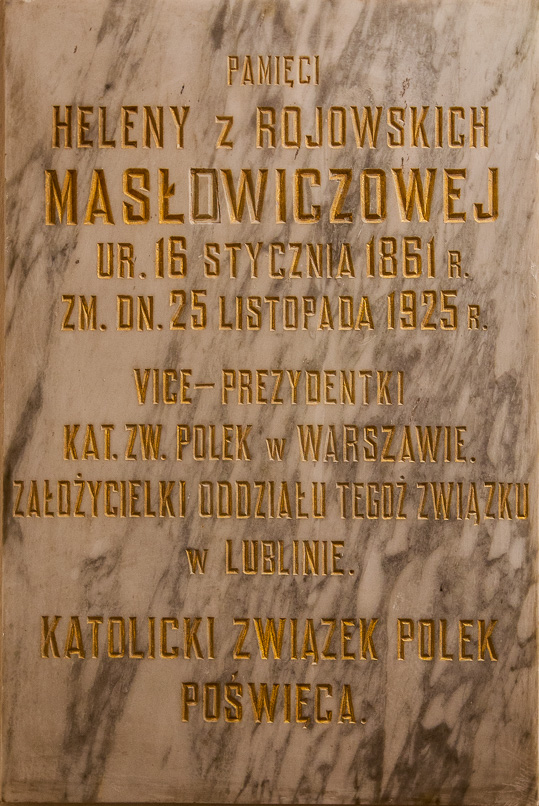 PAMIĘCI
HELENY z ROJOWSKICH
MASŁOWICZOWEJ
UR. 16 STYCZNIA 1861 R.
ZM. DN. 25 LISTOPADA 1925 R.
VICE–PREZYDENTKI
KAT. ZW. POLEK w WARSZAWIE.
ZAŁOŻYCIELKI ODDZIAŁU TEGOŻ ZWIĄZKU
w LUBLINIE.
KATOLICKI ZWIĄZEK POLEK
POŚWIĘCA.